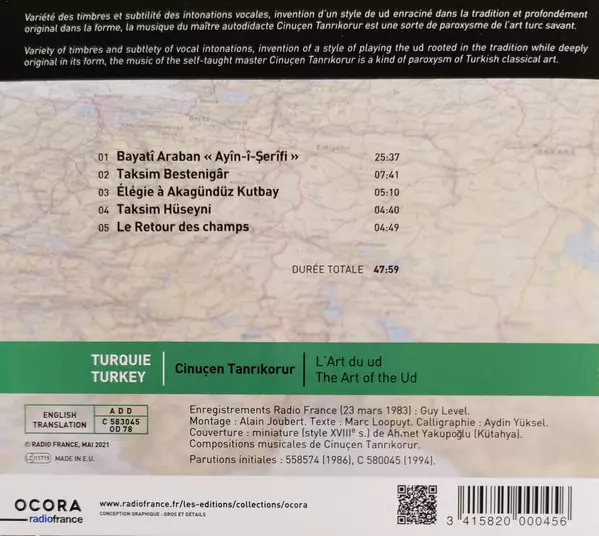 Variété des timbres et subtilité des intonations vocales, invention d'un style de ud enraciné dans la tradition et profondément
original dans la forme, la musique du maître autodidacte Cinuçen Tanrıkorur est une sorte de paroxysme de l'art turc savant.
Variety of timbres and subtlety of vocal intonations, invention of a style of playing the ud rooted in the tradition while deeply
original in its form, the music of the self-taught master Cinuçen Tanrıkorur is a kind of paroxysm of Turkish classical art.
01 Bayatî Araban « Ayîn-î-Şerîfi » 25:37
02 Taksim Bestenigâr 07:41
03 Élégie à Akagündüz Kutbay 05:10
04 Taksim Hüseyni 04:40
05 Le Retour des champs 04:49
DURÉE TOTALE 47:59
TURQUIE
TURKEY
Cinuçen Tanrıkorur
L'Art du ud
The Art of the Ud
ENGLISH
TRANSLATION
A D D
C 583045
OD 78
℗ RADIO FRANCE, MAI 2021
LC 11719 MADE IN E.U.
Enregistrements Radio France (23 mars 1983) : Guy Level.
Montage : Alain Joubert. Texte : Marc Loopuyt. Calligraphie : Aydin Yüksel.
Couverture : miniature (style XVIIIᵉ s.) de Ahmet Yakupoğlu (Kütahya).
Compositions musicales de Cinuçen Tanrıkorur.
Parutions initiales : 558574 (1986), C 580045 (1994).
OCORA
radiofrance
www.radiofrance.fr/les-editions/collections/ocora
CONCEPTION GRAPHIQUE : GROS ET DÉTAILS
3 415820 000456